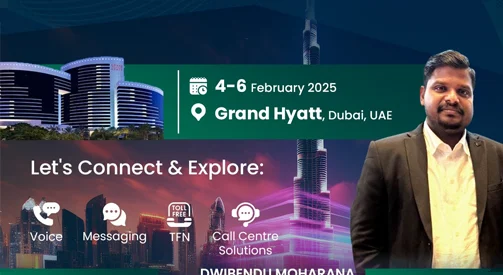 4-6 February 2025
Grand Hyatt, Dubai, UAE
Let's Connect & Explore:
TOLL
FREE
Voice
Messaging
TFN
Call Centre
Solutions
DWIBENDU MOHARANA